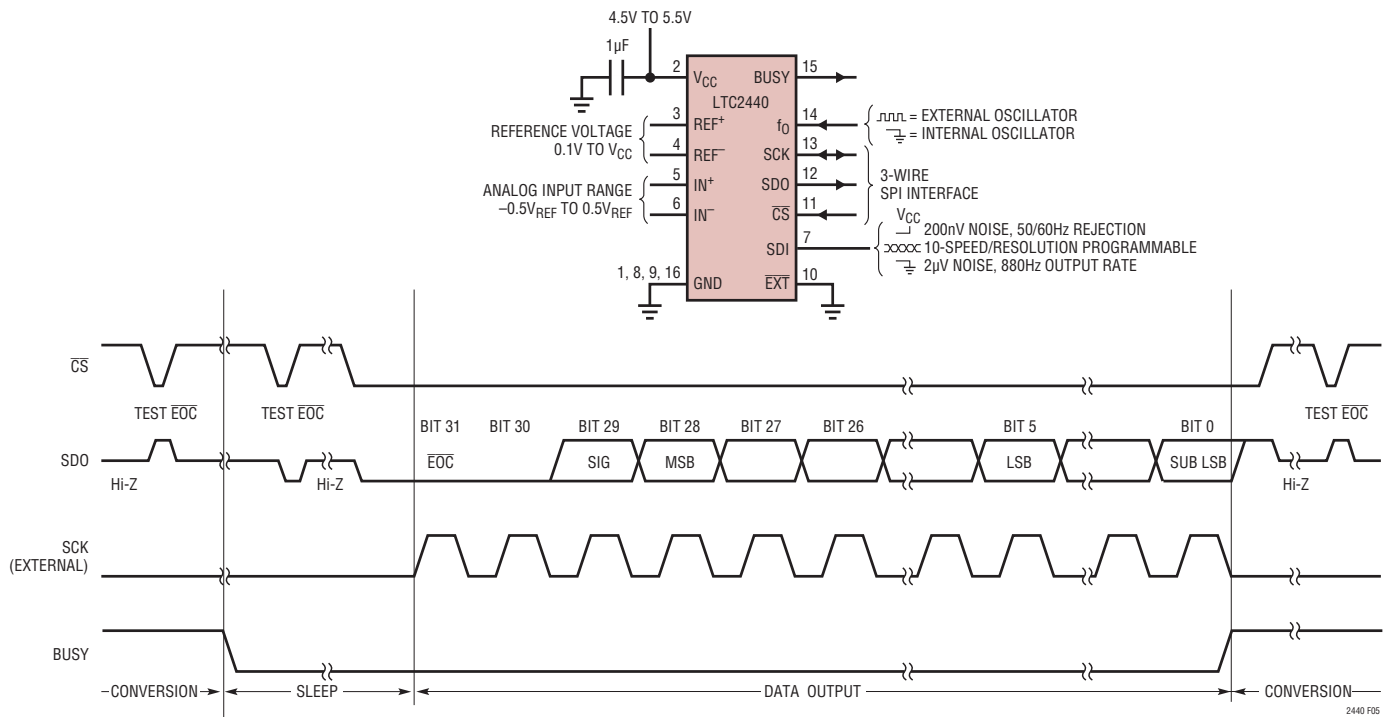 4.5V TO 5.5V
1µF
2
VCC
BUSY
15
LTC2440
3
REF+
fO
14
= EXTERNAL OSCILLATOR
= INTERNAL OSCILLATOR
REFERENCE VOLTAGE
0.1V TO VCC
4
REF–
SCK
13
SDO
12
3-WIRE
SPI INTERFACE
ANALOG INPUT RANGE
–0.5VREF TO 0.5VREF
5
IN+
6
IN–
CS
11
VCC
200nV NOISE, 50/60Hz REJECTION
SDI
7
10-SPEED/RESOLUTION PROGRAMMABLE
2µV NOISE, 880Hz OUTPUT RATE
1, 8, 9, 16
GND
EXT
10
CS
TEST EOC
TEST EOC
TEST EOC
BIT 31
BIT 30
BIT 29
BIT 28
BIT 27
BIT 26
BIT 5
BIT 0
SDO
EOC
SIG
MSB
LSB
SUB LSB
Hi-Z
Hi-Z
Hi-Z
SCK
(EXTERNAL)
BUSY
CONVERSION
SLEEP
DATA OUTPUT
CONVERSION
2440 F05